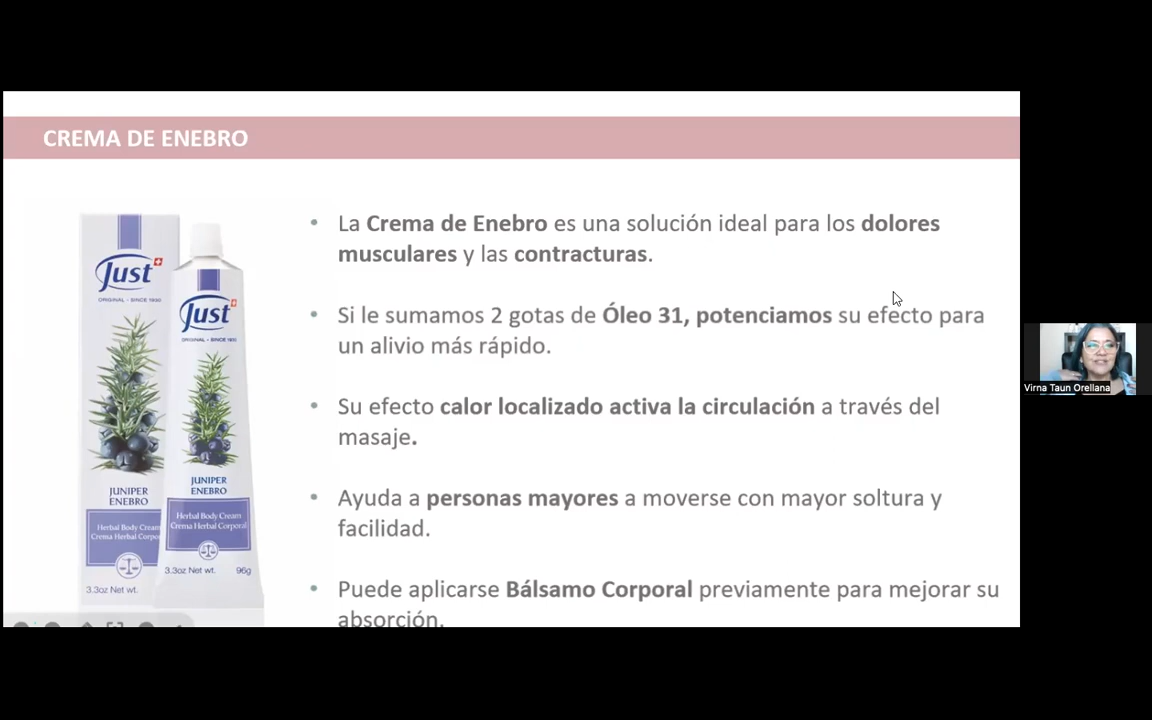 CREMA DE ENEBRO
• La Crema de Enebro es una solución ideal para los dolores
musculares y las contracturas.
• Si le sumamos 2 gotas de Óleo 31, potenciamos su efecto para
un alivio más rápido.
• Su efecto calor localizado activa la circulación a través del
masaje.
• Ayuda a personas mayores a moverse con mayor soltura y
facilidad.
• Puede aplicarse Bálsamo Corporal previamente para mejorar su
absorción.
Just
ORIGINAL - SINCE 1930
JUNIPER
ENEBRO
Herbal Body Cream
Crema Herbal Corpo
3.3oz Net wt.
Just
ORIGINAL - SINCE 1930
JUNIPER
ENEBRO
Herbal Body Cream
Crema Herbal Corporal
3.3oz Net wt. 96g
Virna Taun Orellana